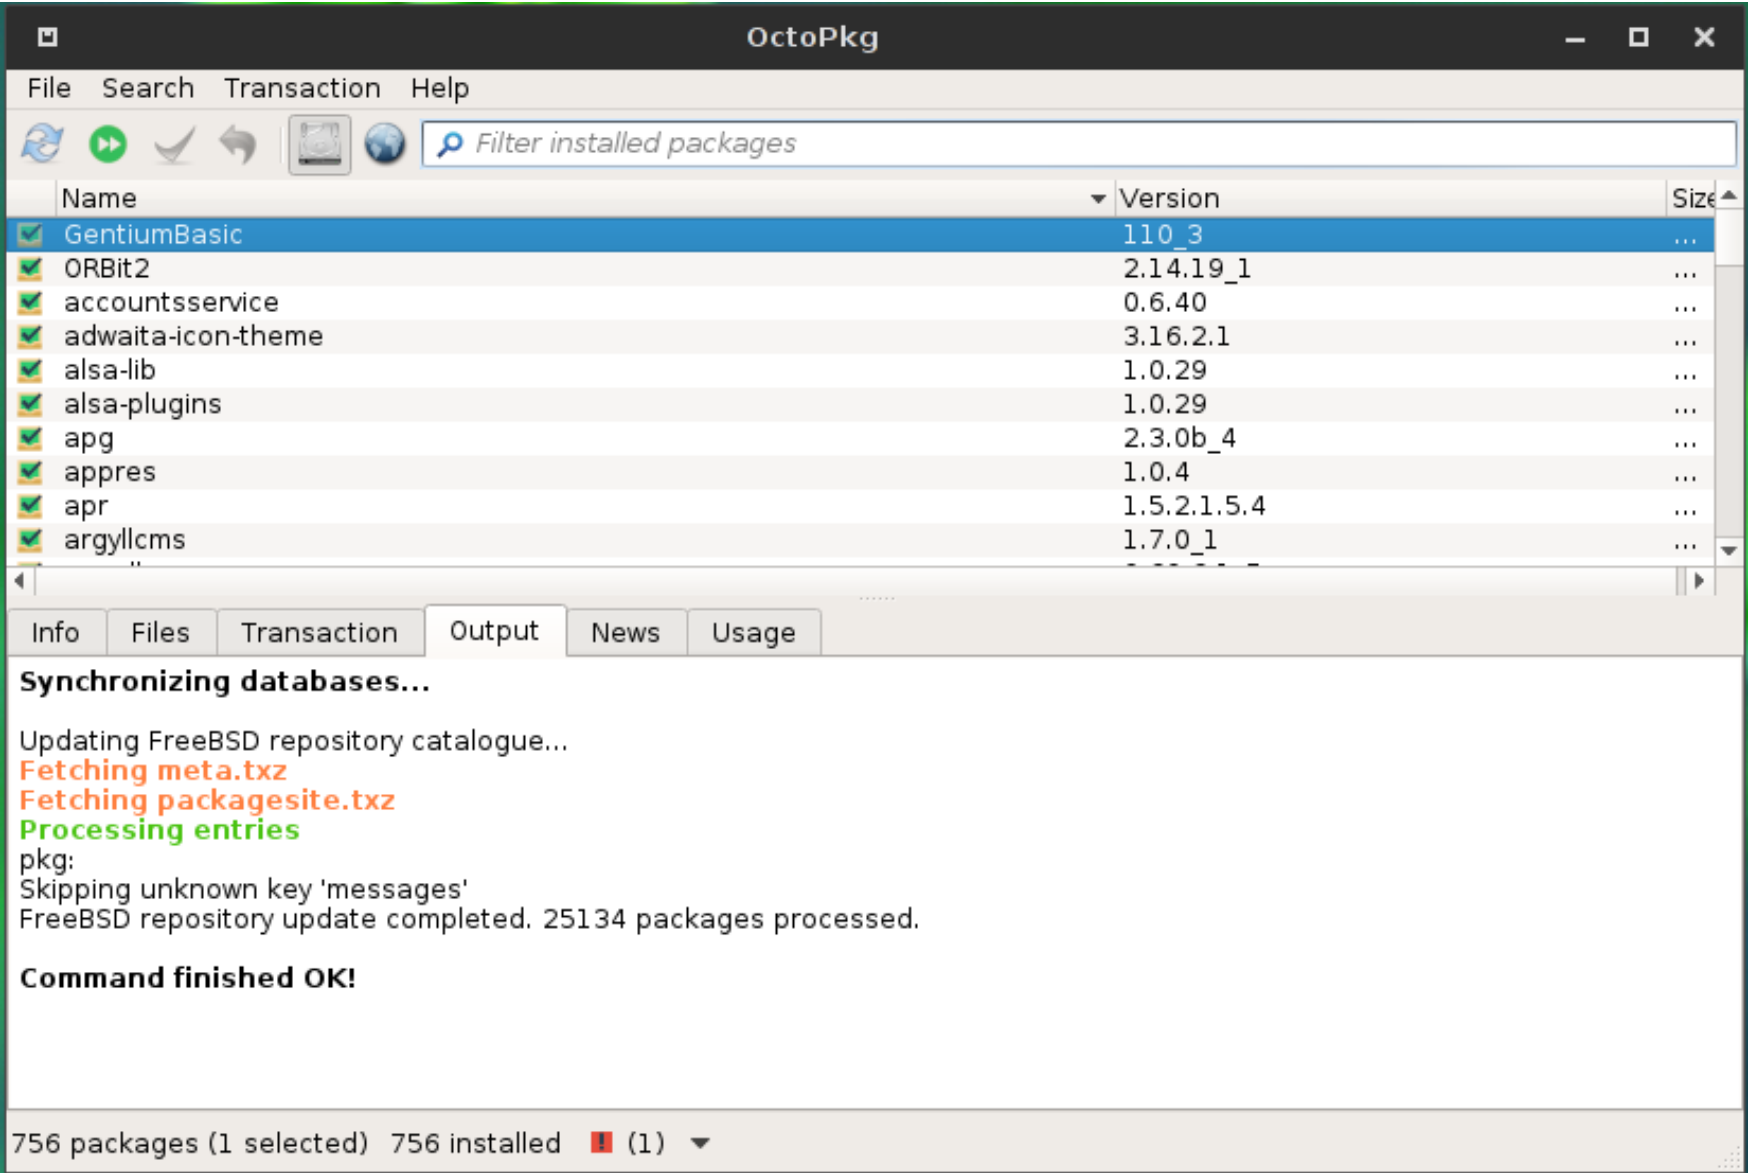 OctoPkg
File Search Transaction Help
Filter installed packages
Name Version Size
GentiumBasic 110_3 ...
ORBit2 2.14.19_1 ...
accountsservice 0.6.40 ...
adwaita-icon-theme 3.16.2.1 ...
alsa-lib 1.0.29 ...
alsa-plugins 1.0.29 ...
apg 2.3.0b_4 ...
appres 1.0.4 ...
apr 1.5.2.1.5.4 ...
argyllcms 1.7.0_1 ...
Info Files Transaction Output News Usage
Synchronizing databases...
Updating FreeBSD repository catalogue...
Fetching meta.txz
Fetching packagesite.txz
Processing entries
pkg:
Skipping unknown key 'messages'
FreeBSD repository update completed. 25134 packages processed.
Command finished OK!
756 packages (1 selected) 756 installed ! (1)